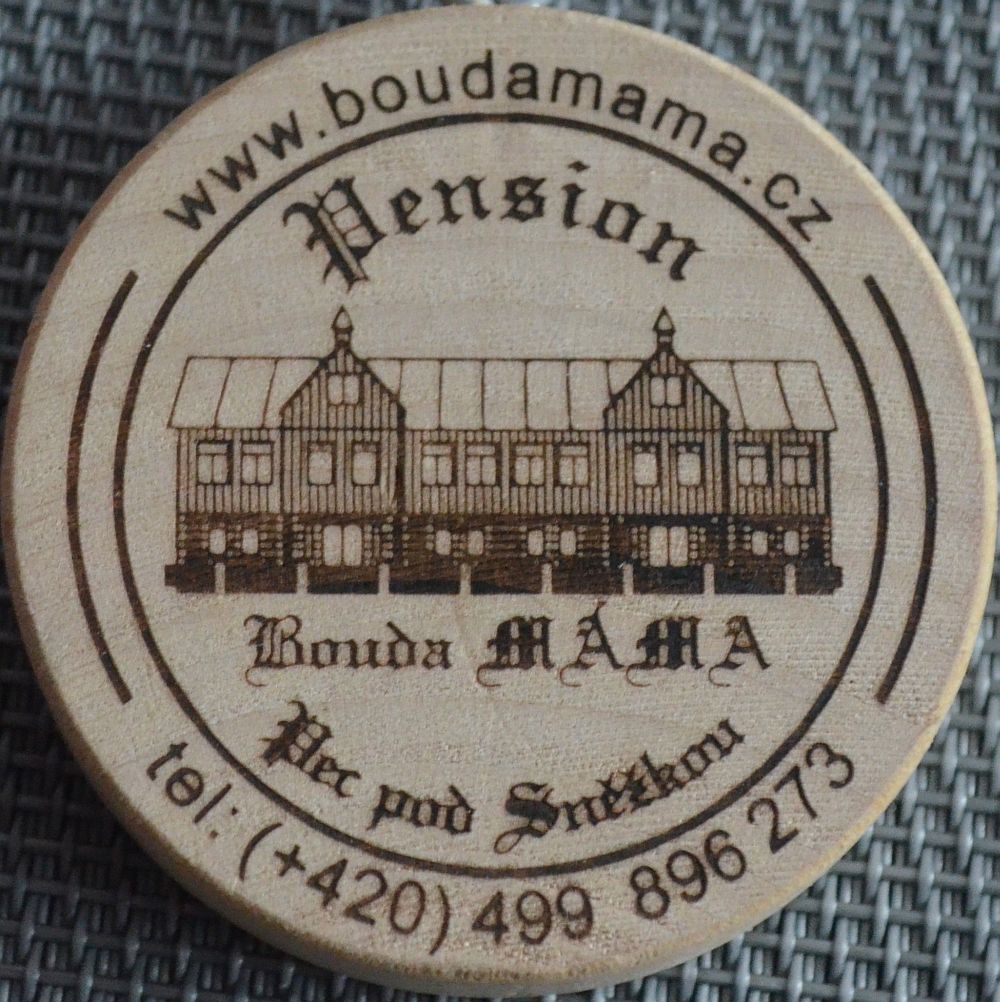 www.boudamama.cz
Pension
Bouda MÁMA
Pec pod Sněžkou
tel: (+420) 499 896 273